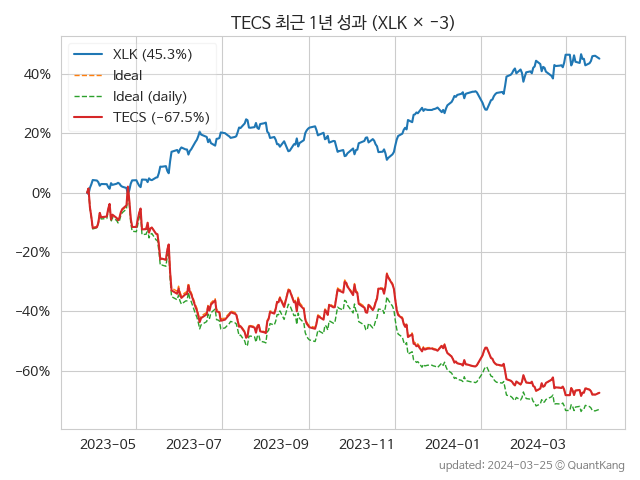 TECS 최근 1년 성과 (XLK × −3)
XLK (45.3%)
Ideal
Ideal (daily)
TECS (−67.5%)
40%
20%
0%
−20%
−40%
−60%
2023−05 2023−07 2023−09 2023−11 2024−01 2024−03
updated: 2024-03-25 ⓒ QuantKang